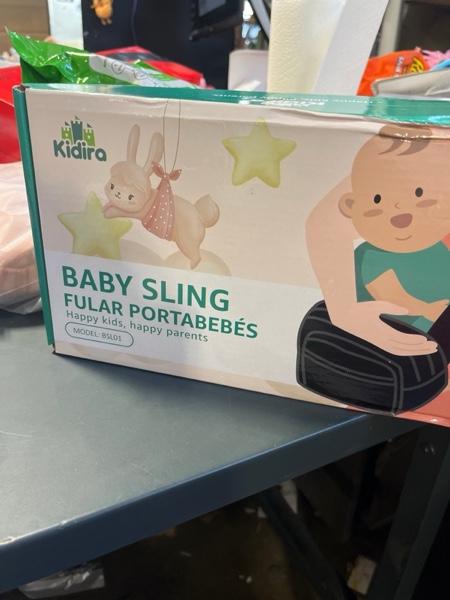 Kidira
BABY SLING
FULAR PORTABEBÉS
Happy kids, happy parents
MODEL: BSL01